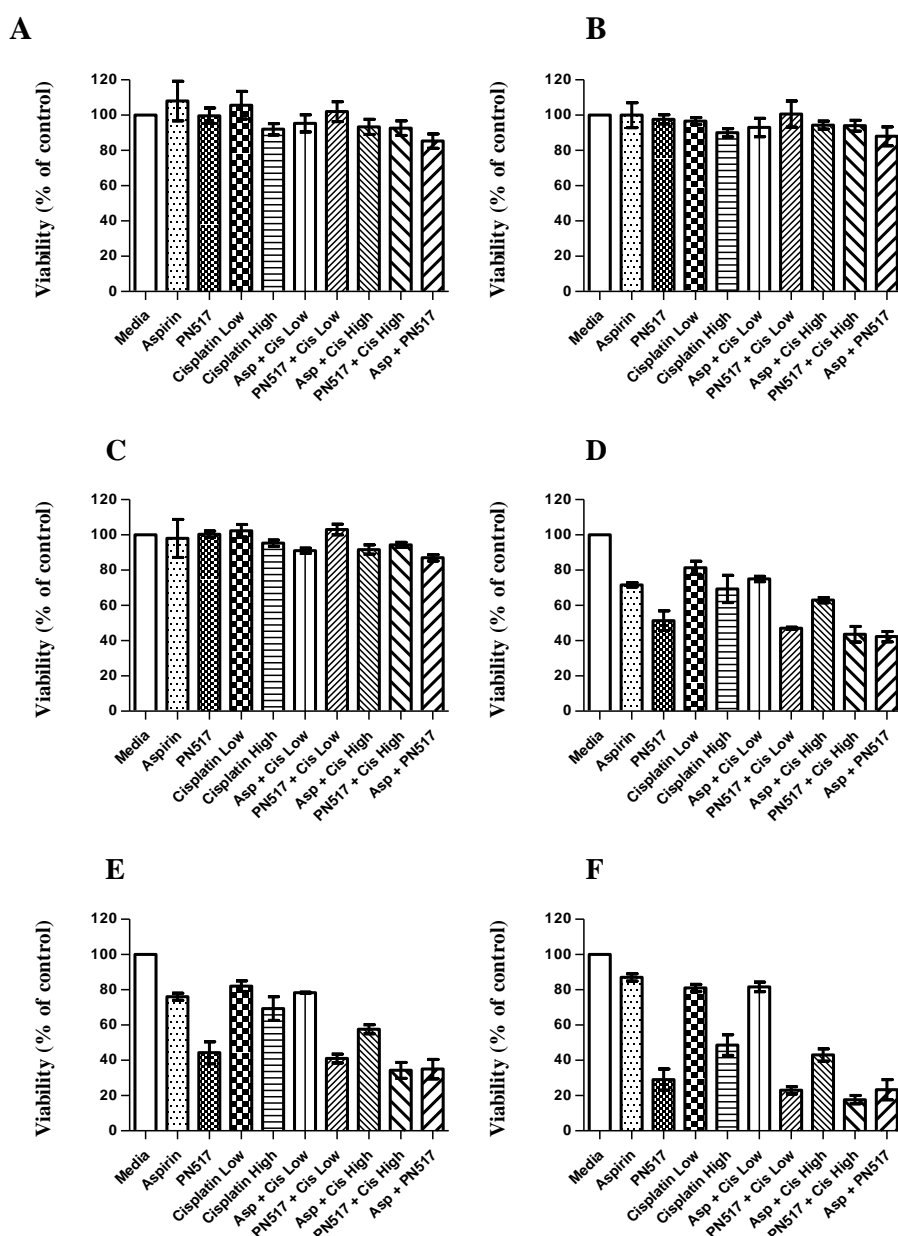 A
Viability (% of control)
120
100
80
60
40
20
0
Media
Aspirin
PN517
Cisplatin Low
Cisplatin High
Asp + Cis Low
PN517 + Cis Low
Asp + Cis High
PN517 + Cis High
Asp + PN517
B
Viability (% of control)
120
100
80
60
40
20
0
Media
Aspirin
PN517
Cisplatin Low
Cisplatin High
Asp + Cis Low
PN517 + Cis Low
Asp + Cis High
PN517 + Cis High
Asp + PN517
C
Viability (% of control)
120
100
80
60
40
20
0
Media
Aspirin
PN517
Cisplatin Low
Cisplatin High
Asp + Cis Low
PN517 + Cis Low
Asp + Cis High
PN517 + Cis High
Asp + PN517
D
Viability (% of control)
120
100
80
60
40
20
0
Media
Aspirin
PN517
Cisplatin Low
Cisplatin High
Asp + Cis Low
PN517 + Cis Low
Asp + Cis High
PN517 + Cis High
Asp + PN517
E
Viability (% of control)
120
100
80
60
40
20
0
Media
Aspirin
PN517
Cisplatin Low
Cisplatin High
Asp + Cis Low
PN517 + Cis Low
Asp + Cis High
PN517 + Cis High
Asp + PN517
F
Viability (% of control)
120
100
80
60
40
20
0
Media
Aspirin
PN517
Cisplatin Low
Cisplatin High
Asp + Cis Low
PN517 + Cis Low
Asp + Cis High
PN517 + Cis High
Asp + PN517